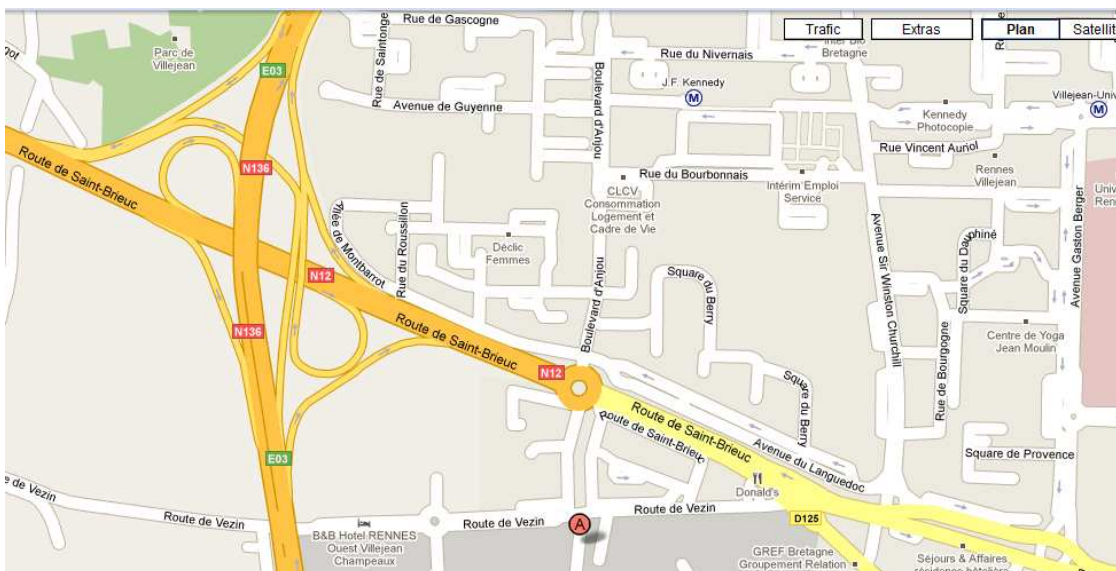 Rue de Gascogne
Trafic
Extras
Plan
Satellit
Parc de
Villejean
Rue de Saintonge
Rue du Nivernais
Inter Bio
Bretagne
E03
Boulevard d'Anjou
J.F. Kennedy
M
Villejean-Univ
M
Avenue de Guyenne
Kennedy
Photocopie
Route de Saint-Brieuc
N136
Rue Vincent Auriol
Rue du Bourbonnais
Intérim Emploi
Service
Rennes
Villejean
CLCV
Consommation
Logement et
Cadre de Vie
Univ
Ren
Allée de Montbarrot
Rue du Roussillon
Déclic
Femmes
Avenue Sir Winston Churchill
Square du Dauphiné
Avenue Gaston Berger
N12
Square du Berry
Boulevard d'Anjou
N136
Route de Saint-Brieuc
Centre de Yoga
Jean Moulin
Rue de Bourgogne
N12
Square du Berry
Route de Saint-Brieuc
Route de Saint-Brieuc
Avenue du Languedoc
E03
Square de Provence
e de Vezin
Donald's
Route de Vezin
Route de Vezin
A
Route de Vezin
D125
B&B Hotel RENNES
Ouest Villejean
Champeaux
GREF Bretagne
Groupement Relation
Séjours & Affaires
résidence hôtelière